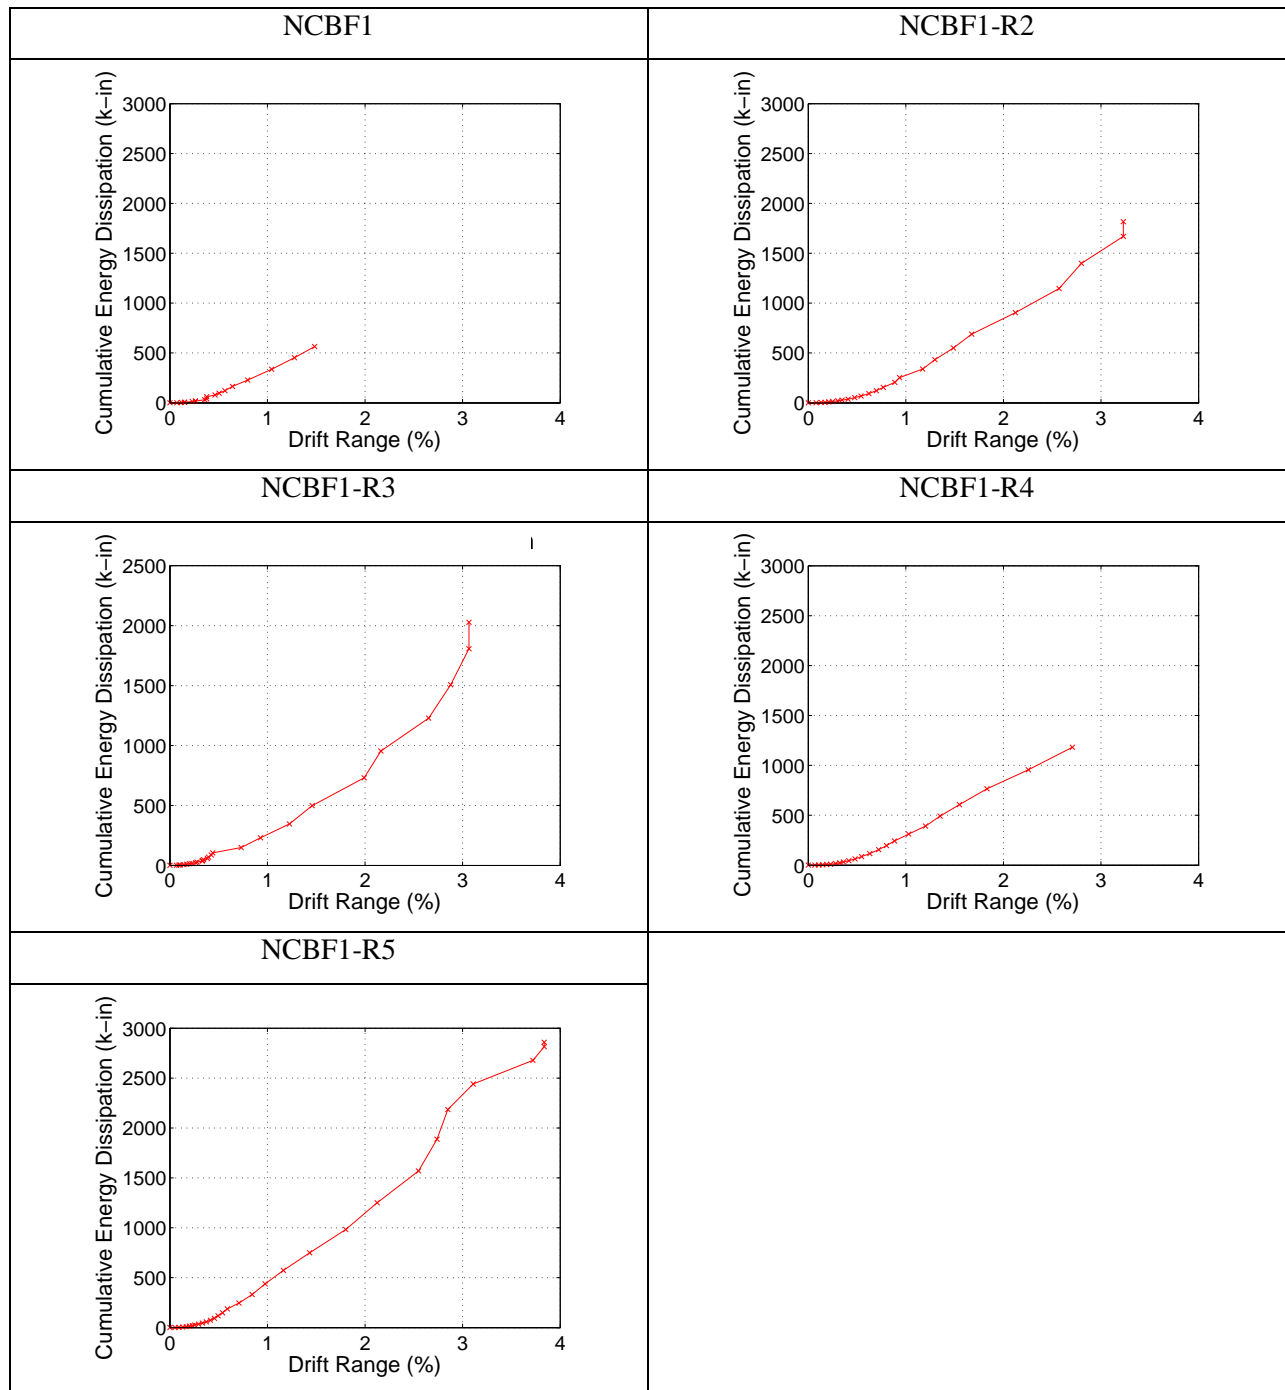 NCBF1
NCBF1-R2
Cumulative Energy Dissipation (k−in)
3000
2500
2000
1500
1000
500
0
0 1 2 3 4
Drift Range (%)
Cumulative Energy Dissipation (k−in)
3000
2500
2000
1500
1000
500
0
0 1 2 3 4
Drift Range (%)
NCBF1-R3
NCBF1-R4
Cumulative Energy Dissipation (k−in)
2500
2000
1500
1000
500
0
0 1 2 3 4
Drift Range (%)
Cumulative Energy Dissipation (k−in)
3000
2500
2000
1500
1000
500
0
0 1 2 3 4
Drift Range (%)
NCBF1-R5
Cumulative Energy Dissipation (k−in)
3000
2500
2000
1500
1000
500
0
0 1 2 3 4
Drift Range (%)